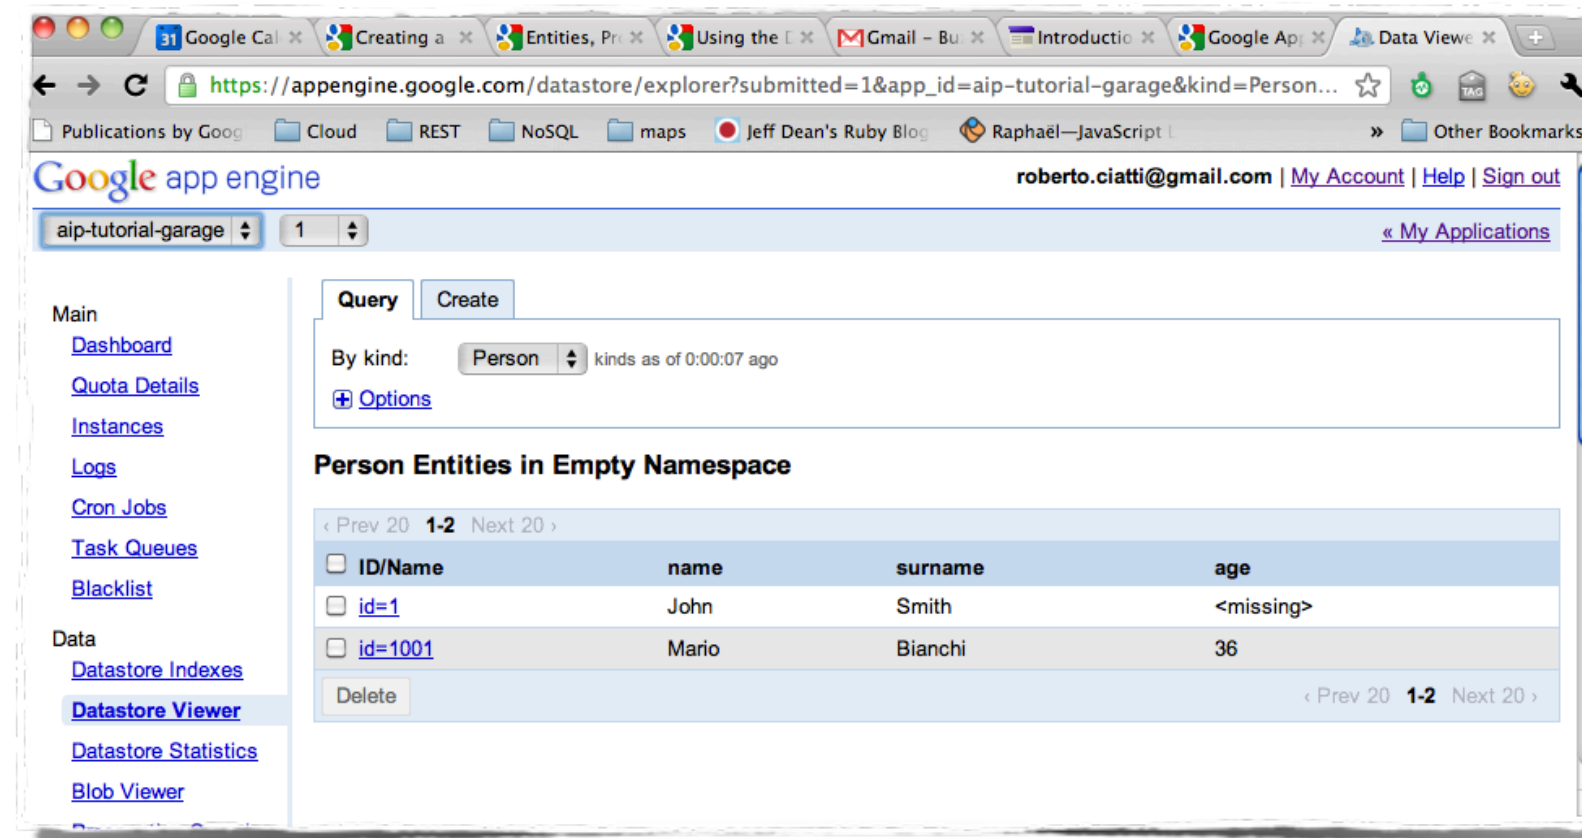 31 Google Cal Creating a Entities, Pro Using the D Gmail – Bu Introductio Google App Data Viewe
https://appengine.google.com/datastore/explorer?submitted=1&app_id=aip-tutorial-garage&kind=Person...
TAG
Publications by Goog Cloud REST NoSQL maps Jeff Dean's Ruby Blog Raphaël—JavaScript L » Other Bookmarks
Google app engine roberto.ciatti@gmail.com | My Account | Help | Sign out
aip-tutorial-garage 1 « My Applications
Query Create
Main
Dashboard
By kind: Person kinds as of 0:00:07 ago
Quota Details
Options
Instances
Logs
Person Entities in Empty Namespace
Cron Jobs
‹ Prev 20 1-2 Next 20 ›
Task Queues
ID/Name name surname age
Blacklist
id=1 John Smith <missing>
Data
id=1001 Mario Bianchi 36
Datastore Indexes
Delete ‹ Prev 20 1-2 Next 20 ›
Datastore Viewer
Datastore Statistics
Blob Viewer